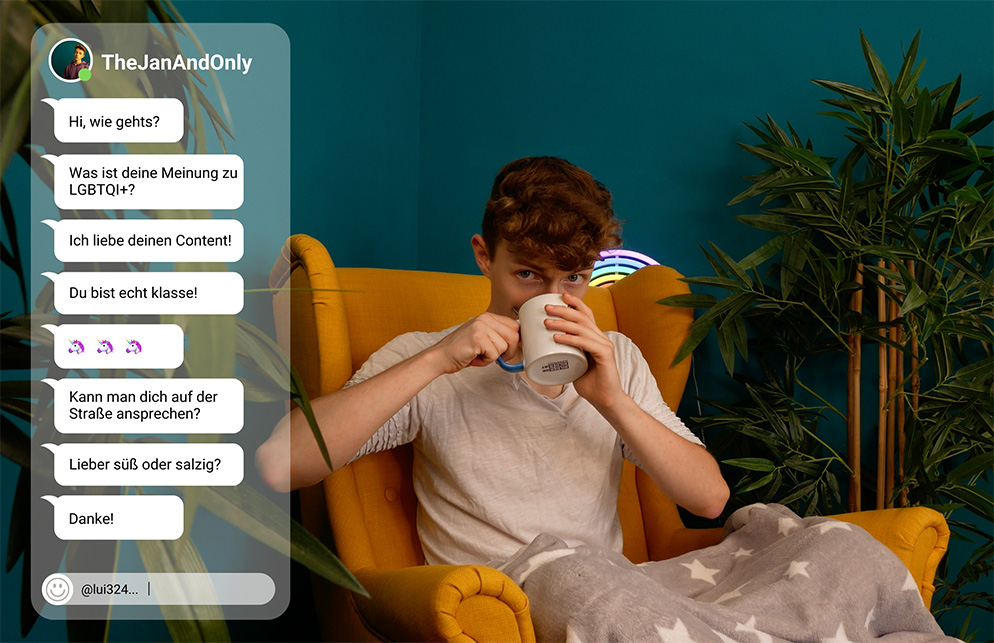 TheJanAndOnly
Hi, wie gehts?
Was ist deine Meinung zu
LGBTQI+?
Ich liebe deinen Content!
Du bist echt klasse!
🦄 🦄 🦄
Kann man dich auf der
Straße ansprechen?
Lieber süß oder salzig?
Danke!
@lui324...